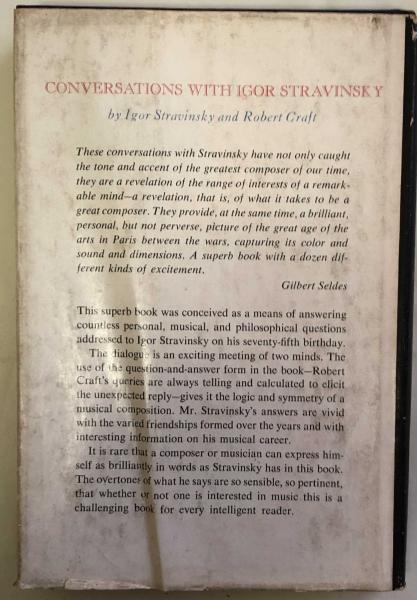 CONVERSATIONS WITH IGOR STRAVINSKY
by Igor Stravinsky and Robert Craft
These conversations with Stravinsky have not only caught
the tone and accent of the greatest composer of our time,
they are a revelation of the range of interests of a remark-
able mind—a revelation, that is, of what it takes to be a
great composer. They provide, at the same time, a brilliant,
personal, but not perverse, picture of the great age of the
arts in Paris between the wars, capturing its color and
sound and dimensions. A superb book with a dozen dif-
ferent kinds of excitement.
Gilbert Seldes
This superb book was conceived as a means of answering
countless personal, musical, and philosophical questions
addressed to Igor Stravinsky on his seventy-fifth birthday.
The dialogue is an exciting meeting of two minds. The
use of the question-and-answer form in the book—Robert
Craft's queries are always telling and calculated to elicit
the unexpected reply—gives it the logic and symmetry of a
musical composition. Mr. Stravinsky's answers are vivid
with the varied friendships formed over the years and with
interesting information on his musical career.
It is rare that a composer or musician can express him-
self as brilliantly in words as Stravinsky has in this book.
The overtones of what he says are so sensible, so pertinent,
that whether or not one is interested in music this is a
challenging book for every intelligent reader.